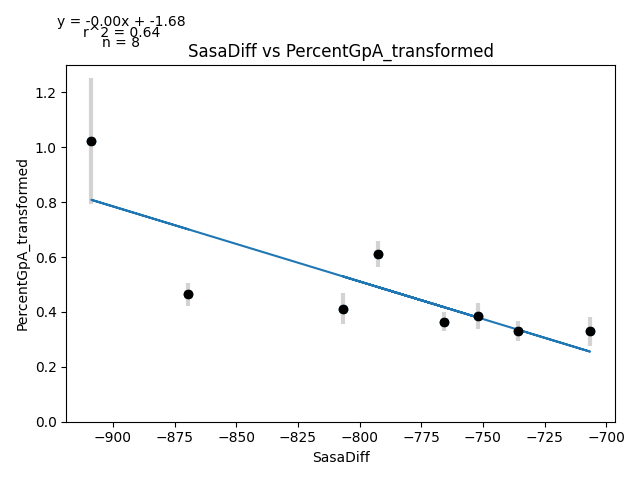 y = -0.00x + -1.68
r^2 = 0.64
n = 8
SasaDiff vs PercentGpA_transformed
PercentGpA_transformed
1.2
1.0
0.8
0.6
0.4
0.2
0.0
−900 −875 −850 −825 −800 −775 −750 −725 −700
SasaDiff